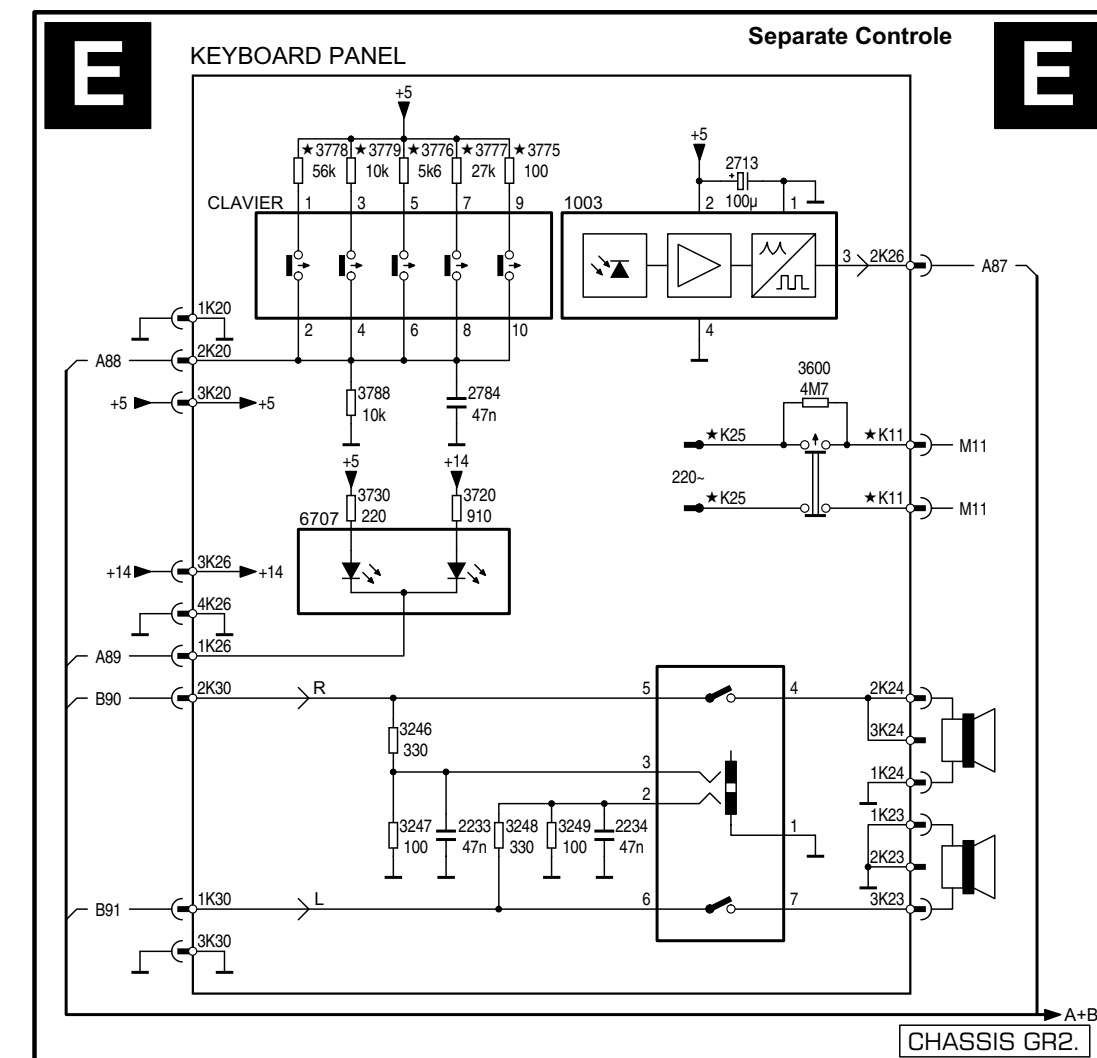 E
Separate Controle
E
KEYBOARD PANEL
+5
★3778 ★3779 ★3776 ★3777 ★3775
56k 10k 5k6 27k 100
+5
2713
+
100µ
CLAVIER 1 3 5 7 9
1003 2 1
3 2K26 A87
2 4 6 8 10
4
1K20
A88 2K20
+5 3K20 +5
3788
10k
2784
47n
3600
4M7
★K25 ★K11 M11
220~
★K25 ★K11 M11
+5 +14
3730
220
3720
910
6707
+14 3K26 +14
4K26
A89 1K26
B90 2K30 R 5 4 2K24
3K24
1K24
3246
330
3
2
3247
100
2233
47n
3248
330
3249
100
2234
47n
1
1K23
2K23
B91 1K30 L 6 7 3K23
3K30
A+B
CHASSIS GR2.